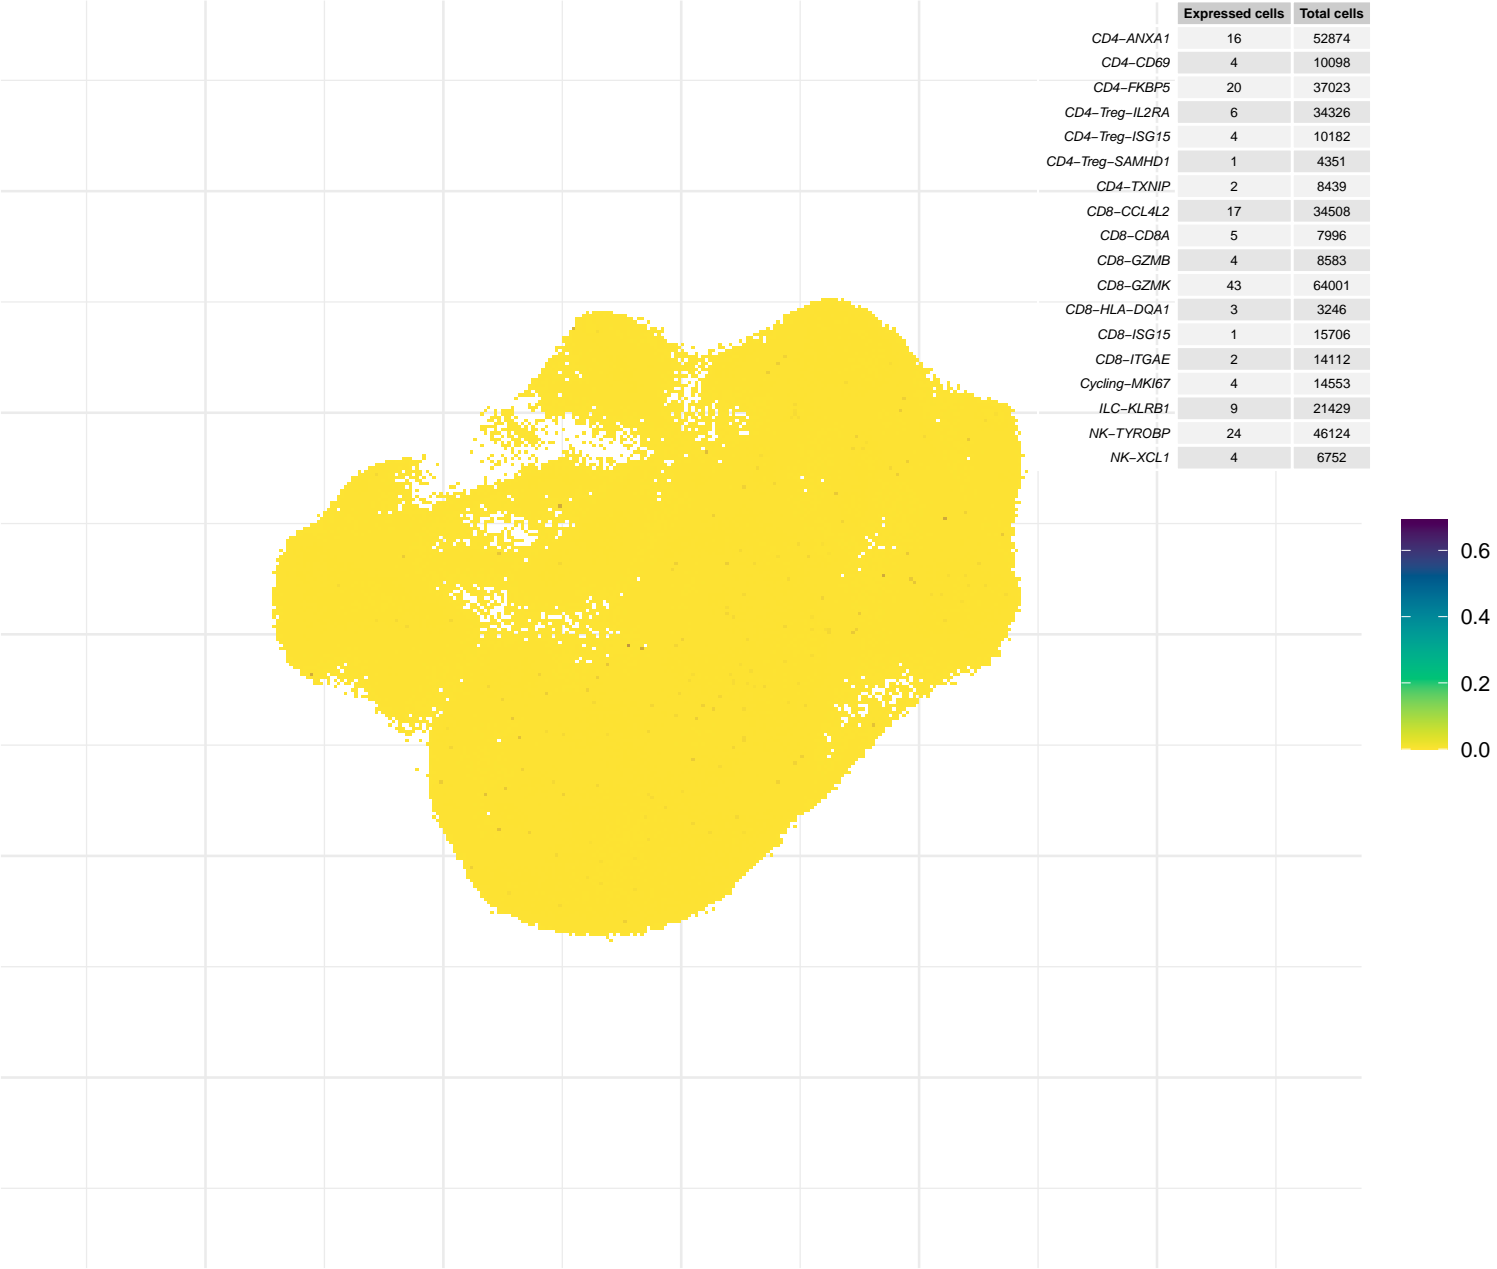 Expressed cells Total cells
CD4−ANXA1 16 52874
CD4−CD69 4 10098
CD4−FKBP5 20 37023
CD4−Treg−IL2RA 6 34326
CD4−Treg−ISG15 4 10182
CD4−Treg−SAMHD1 1 4351
CD4−TXNIP 2 8439
CD8−CCL4L2 17 34508
CD8−CD8A 5 7996
CD8−GZMB 4 8583
CD8−GZMK 43 64001
CD8−HLA−DQA1 3 3246
CD8−ISG15 1 15706
CD8−ITGAE 2 14112
Cycling−MKI67 4 14553
ILC−KLRB1 9 21429
NK−TYROBP 24 46124
NK−XCL1 4 6752
0.6
0.4
0.2
0.0